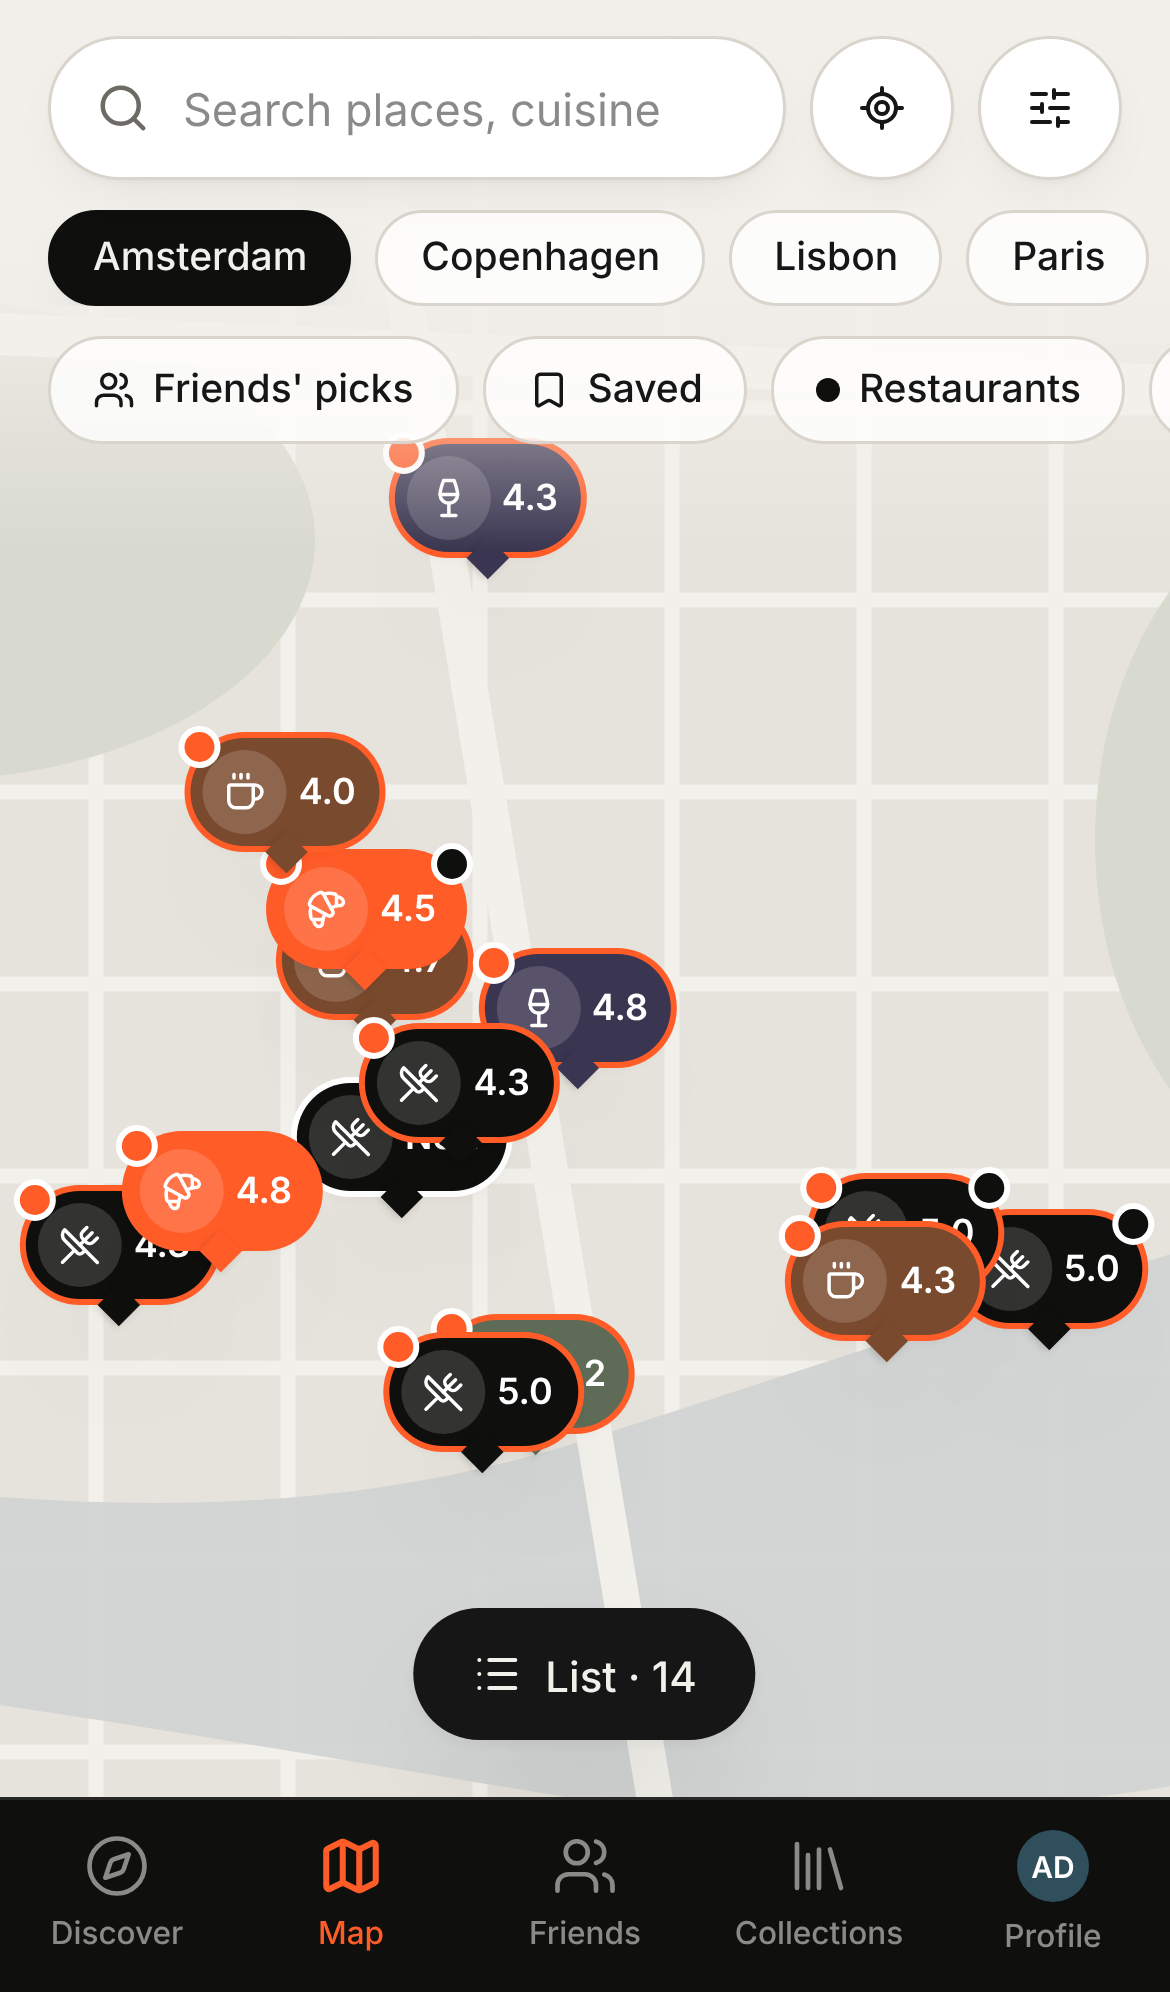 Search places, cuisine
Amsterdam
Copenhagen
Lisbon
Paris
Friends' picks
Saved
Restaurants
4.3
4.0
4.5
4.8
4.3
4.8
5.0
4.3
5.0
List · 14
Discover
Map
Friends
Collections
AD
Profile